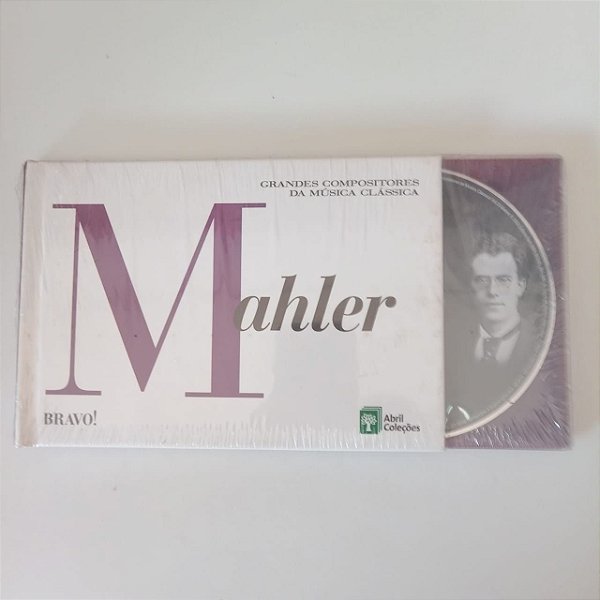 GRANDES COMPOSITORES
DA MÚSICA CLÁSSICA
Mahler
BRAVO!
Abril
Coleções